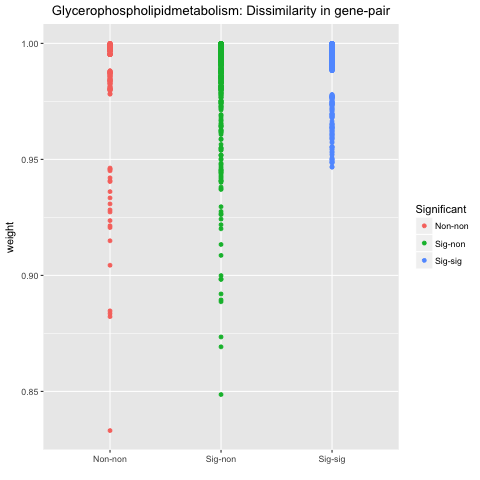 Glycerophospholipidmetabolism: Dissimilarity in gene-pair
1.00
0.95
0.90
0.85
weight
Non-non
Sig-non
Sig-sig
Significant
Non-non
Sig-non
Sig-sig